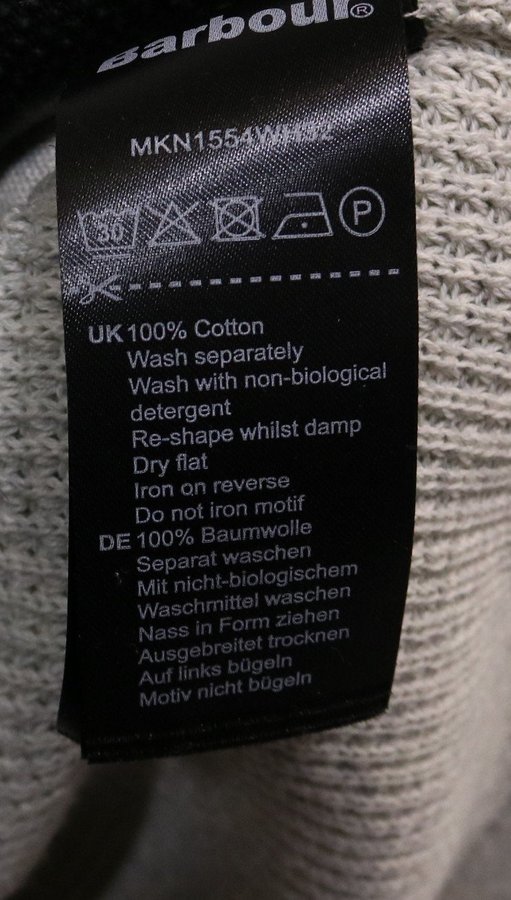 Barbour®
MKN1554WH52
30 P
UK 100% Cotton
Wash separately
Wash with non-biological
detergent
Re-shape whilst damp
Dry flat
Iron on reverse
Do not iron motif
DE 100% Baumwolle
Separat waschen
Mit nicht-biologischem
Waschmittel waschen
Nass in Form ziehen
Ausgebreitet trocknen
Auf links bügeln
Motiv nicht bügeln